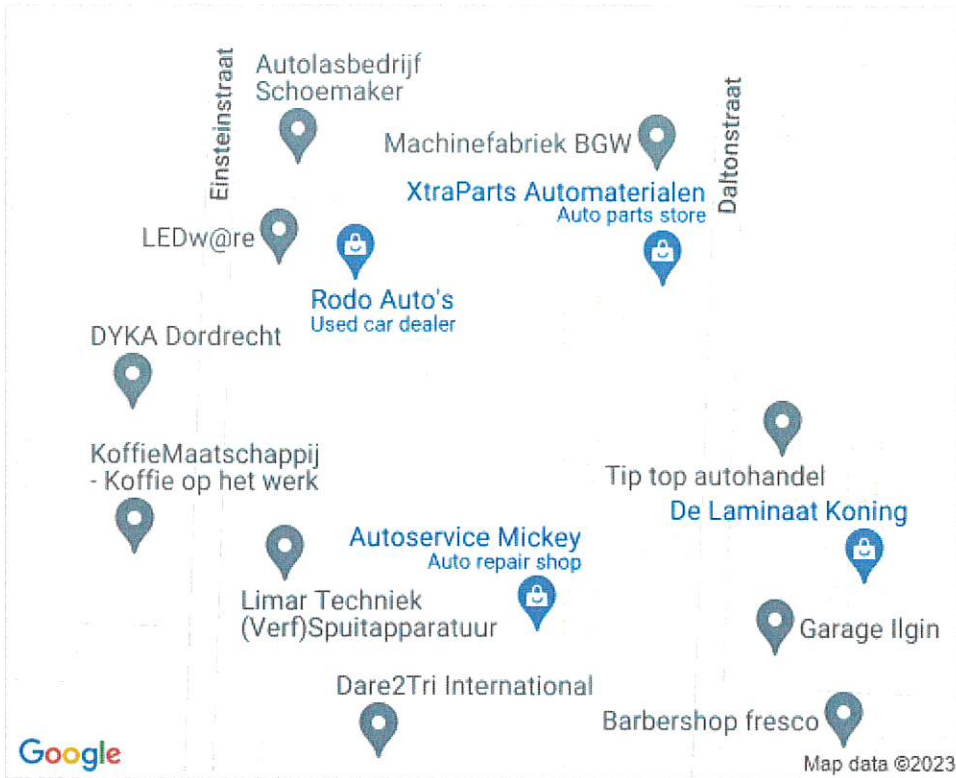 Einsteinstraat
Autolasbedrijf
Schoemaker
Machinefabriek BGW
Daltonstraat
XtraParts Automaterialen
Auto parts store
LEDw@re
Rodo Auto's
Used car dealer
DYKA Dordrecht
KoffieMaatschappij
- Koffie op het werk
Tip top autohandel
De Laminaat Koning
Autoservice Mickey
Auto repair shop
Limar Techniek
(Verf)Spuitapparatuur
Garage Ilgin
Dare2Tri International
Barbershop fresco
Google
Map data ©2023